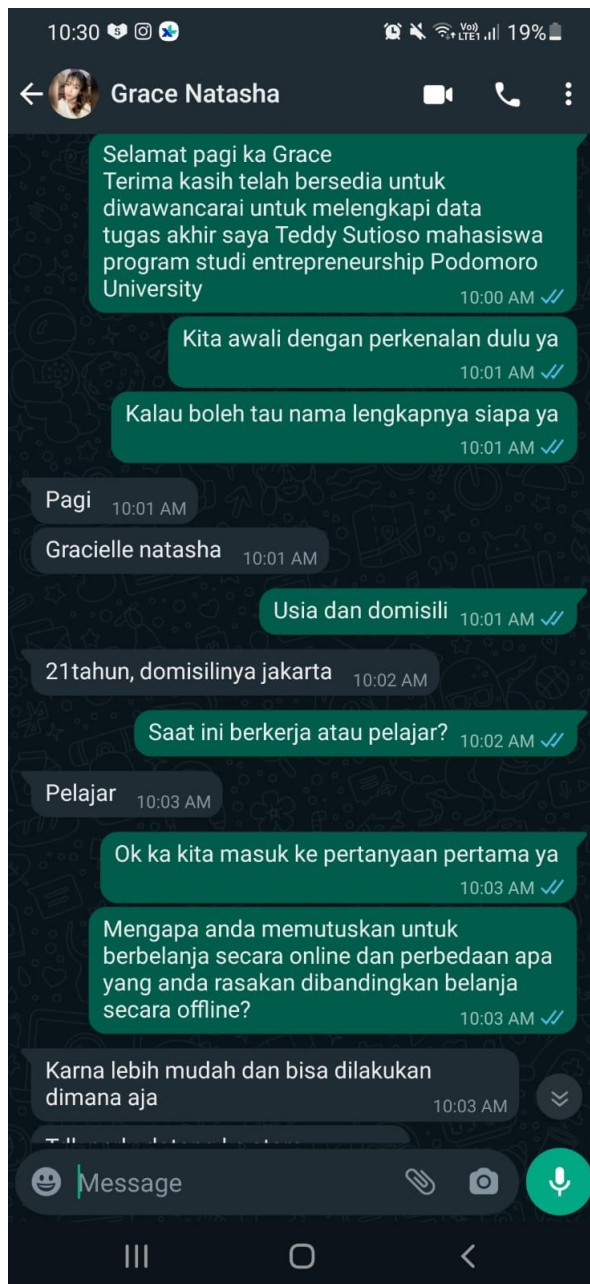 10:30
Vo))
LTE1
19%
Grace Natasha
Selamat pagi ka Grace
Terima kasih telah bersedia untuk
diwawancarai untuk melengkapi data
tugas akhir saya Teddy Sutioso mahasiswa
program studi entrepreneurship Podomoro
University
10:00 AM
Kita awali dengan perkenalan dulu ya
10:01 AM
Kalau boleh tau nama lengkapnya siapa ya
10:01 AM
Pagi 10:01 AM
Gracielle natasha 10:01 AM
Usia dan domisili 10:01 AM
21tahun, domisilinya jakarta 10:02 AM
Saat ini berkerja atau pelajar? 10:02 AM
Pelajar 10:03 AM
Ok ka kita masuk ke pertanyaan pertama ya
10:03 AM
Mengapa anda memutuskan untuk
berbelanja secara online dan perbedaan apa
yang anda rasakan dibandingkan belanja
secara offline?
10:03 AM
Karna lebih mudah dan bisa dilakukan
dimana aja
10:03 AM
Message